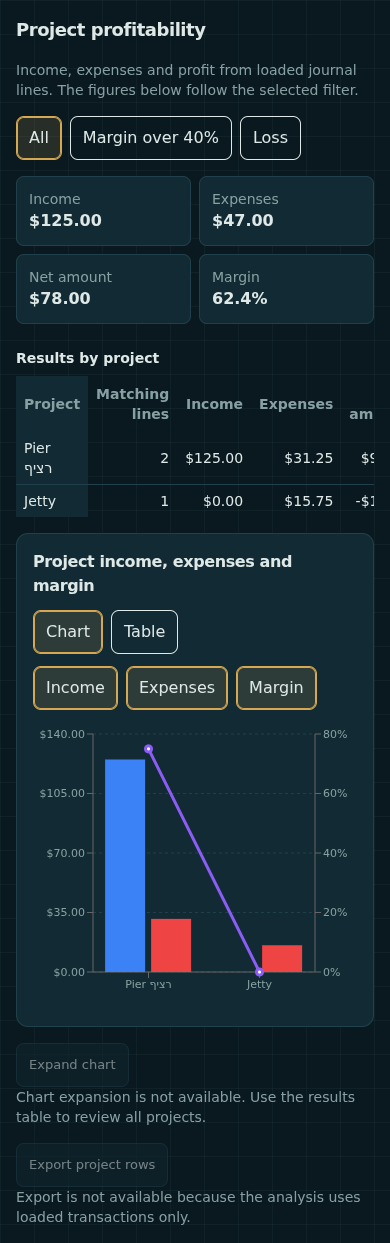 Project profitability
Income, expenses and profit from loaded journal
lines. The figures below follow the selected filter.
All Margin over 40% Loss
Income Expenses
$125.00 $47.00
Net amount Margin
$78.00 62.4%
Results by project
Project Matching lines Income Expenses am
Pier רציף 2 $125.00 $31.25 $9
Jetty 1 $0.00 $15.75 -$1
Project income, expenses and
margin
Chart Table
Income Expenses Margin
$140.00 80%
$105.00 60%
$70.00 40%
$35.00 20%
$0.00 0%
Pier רציף Jetty
Expand chart
Chart expansion is not available. Use the results
table to review all projects.
Export project rows
Export is not available because the analysis uses
loaded transactions only.